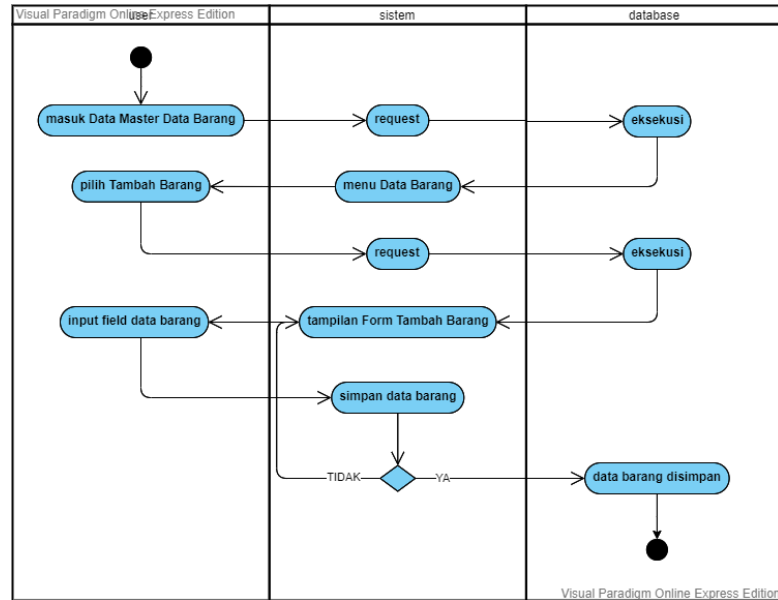 Visual Paradigm Online Express Edition
user
sistem
database
masuk Data Master Data Barang
request
eksekusi
pilih Tambah Barang
menu Data Barang
request
eksekusi
input field data barang
tampilan Form Tambah Barang
simpan data barang
TIDAK
YA
data barang disimpan
Visual Paradigm Online Express Edition